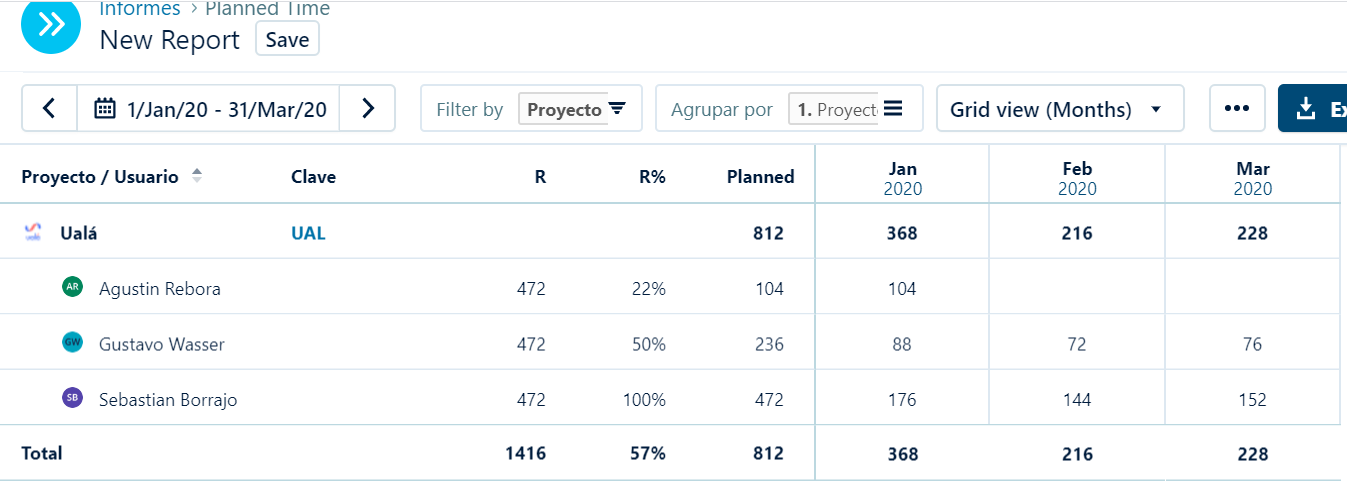 Informes > Planned Time
New Report Save
1/Jan/20 - 31/Mar/20 Filter by Proyecto Agrupar por 1. Proyect Grid view (Months) ••• Ex
Proyecto / Usuario Clave R R% Planned Jan 2020 Feb 2020 Mar 2020
Ualá UAL 812 368 216 228
AR Agustin Rebora 472 22% 104 104
GW Gustavo Wasser 472 50% 236 88 72 76
SB Sebastian Borrajo 472 100% 472 176 144 152
Total 1416 57% 812 368 216 228